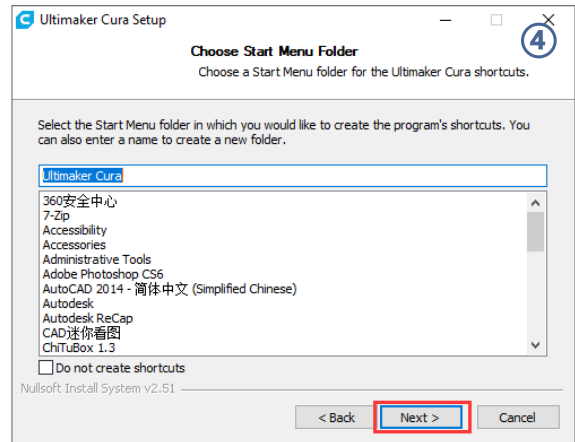 Ultimaker Cura Setup
④
Choose Start Menu Folder
Choose a Start Menu folder for the Ultimaker Cura shortcuts.
Select the Start Menu folder in which you would like to create the program's shortcuts. You
can also enter a name to create a new folder.
Ultimaker Cura
360安全中心
7-Zip
Accessibility
Accessories
Administrative Tools
Adobe Photoshop CS6
AutoCAD 2014 - 简体中文 (Simplified Chinese)
Autodesk
Autodesk ReCap
CAD迷你看图
ChiTuBox 1.3
Do not create shortcuts
Nullsoft Install System v2.51
< Back
Next >
Cancel